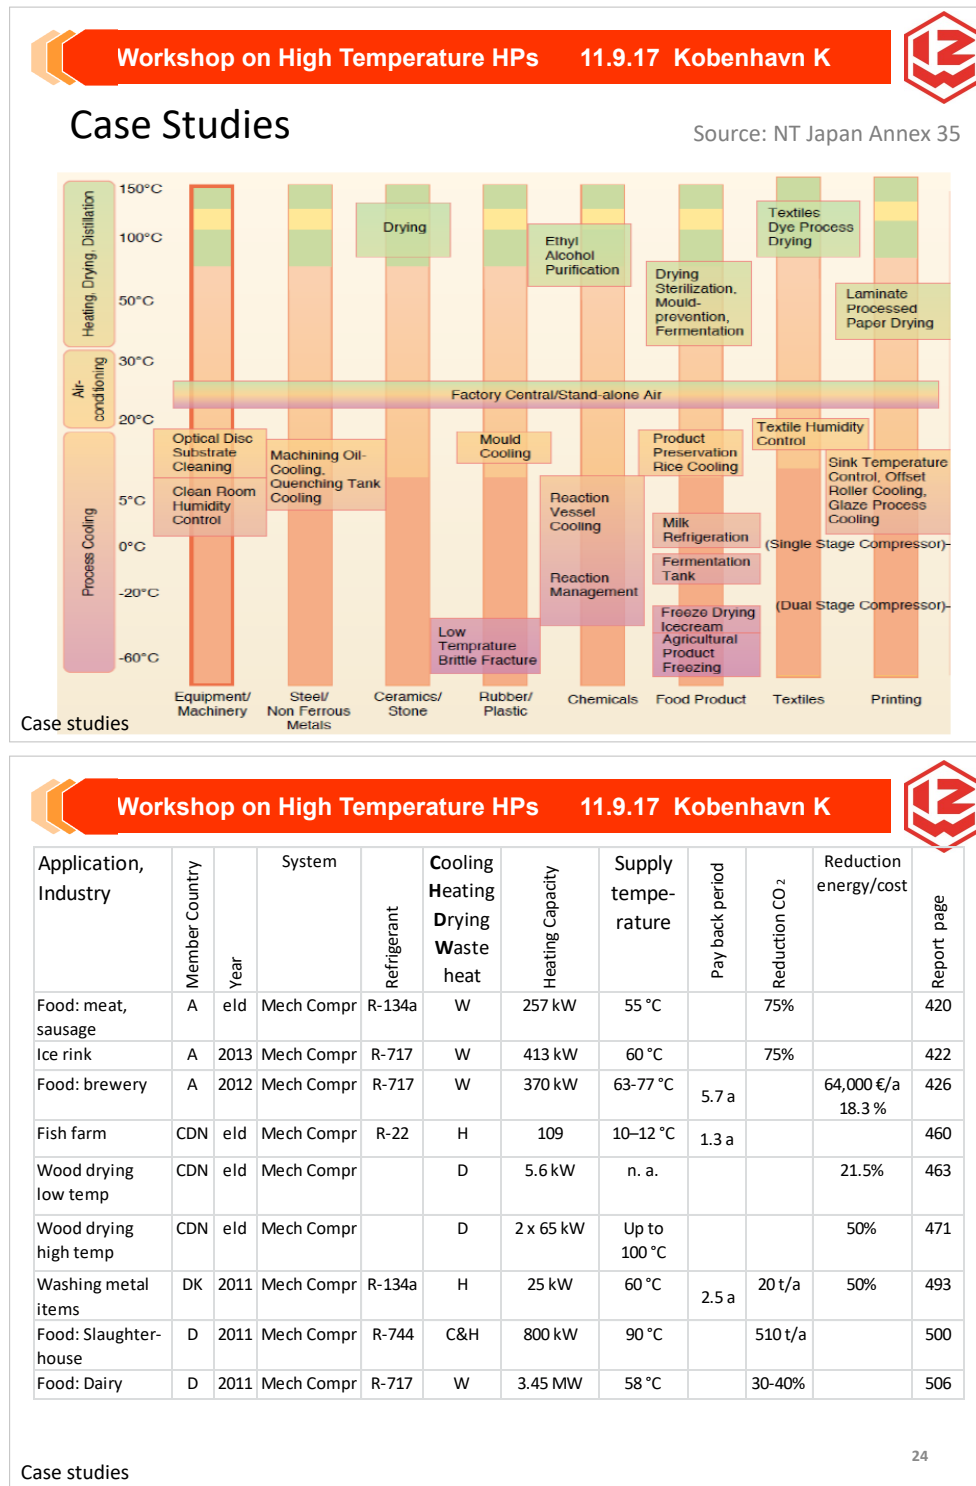 Workshop on High Temperature HPs 11.9.17 Kobenhavn K
Case Studies
Source: NT Japan Annex 35
Heating, Drying, Distillation
Air-
conditioning
Process Cooling
150°C
100°C
50°C
30°C
20°C
5°C
0°C
-20°C
-60°C
Drying
Ethyl
Alcohol
Purification
Drying
Sterilization,
Mould-
prevention,
Fermentation
Textiles
Dye Process
Drying
Laminate
Processed
Paper Drying
Factory Central/Stand-alone Air
Optical Disc
Substrate
Cleaning
Clean Room
Humidity
Control
Machining Oil-
Cooling,
Quenching Tank
Cooling
Mould
Cooling
Low
Temprature
Brittle Fracture
Reaction
Vessel
Cooling
Reaction
Management
Product
Preservation
Rice Cooling
Milk
Refrigeration
Fermentation
Tank
Freeze Drying
Icecream
Agricultural
Product
Freezing
Textile Humidity
Control
Sink Temperature
Control, Offset
Roller Cooling,
Glaze Process
Cooling
(Single Stage Compressor)-
(Dual Stage Compressor)-
Equipment/
Machinery
Steel/
Non Ferrous
Metals
Ceramics/
Stone
Rubber/
Plastic
Chemicals
Food Product
Textiles
Printing
Case studies
Workshop on High Temperature HPs 11.9.17 Kobenhavn K
Application,
Industry
Member Country
Year
System
Refrigerant
Cooling
Heating
Drying
Waste
heat
Heating Capacity
Supply
tempe-
rature
Pay back period
Reduction CO2
Reduction
energy/cost
Report page
Food: meat, A eld Mech Compr R-134a W 257 kW 55 °C 75% 420
sausage
Ice rink A 2013 Mech Compr R-717 W 413 kW 60 °C 75% 422
Food: brewery A 2012 Mech Compr R-717 W 370 kW 63-77 °C 5.7 a 64,000 €/a 426
18.3 %
Fish farm CDN eld Mech Compr R-22 H 109 10–12 °C 1.3 a 460
Wood drying CDN eld Mech Compr D 5.6 kW n. a. 21.5% 463
low temp
Wood drying CDN eld Mech Compr D 2 x 65 kW Up to 50% 471
high temp 100 °C
Washing metal DK 2011 Mech Compr R-134a H 25 kW 60 °C 2.5 a 20 t/a 50% 493
items
Food: Slaughter- D 2011 Mech Compr R-744 C&H 800 kW 90 °C 510 t/a 500
house
Food: Dairy D 2011 Mech Compr R-717 W 3.45 MW 58 °C 30-40% 506
24
Case studies